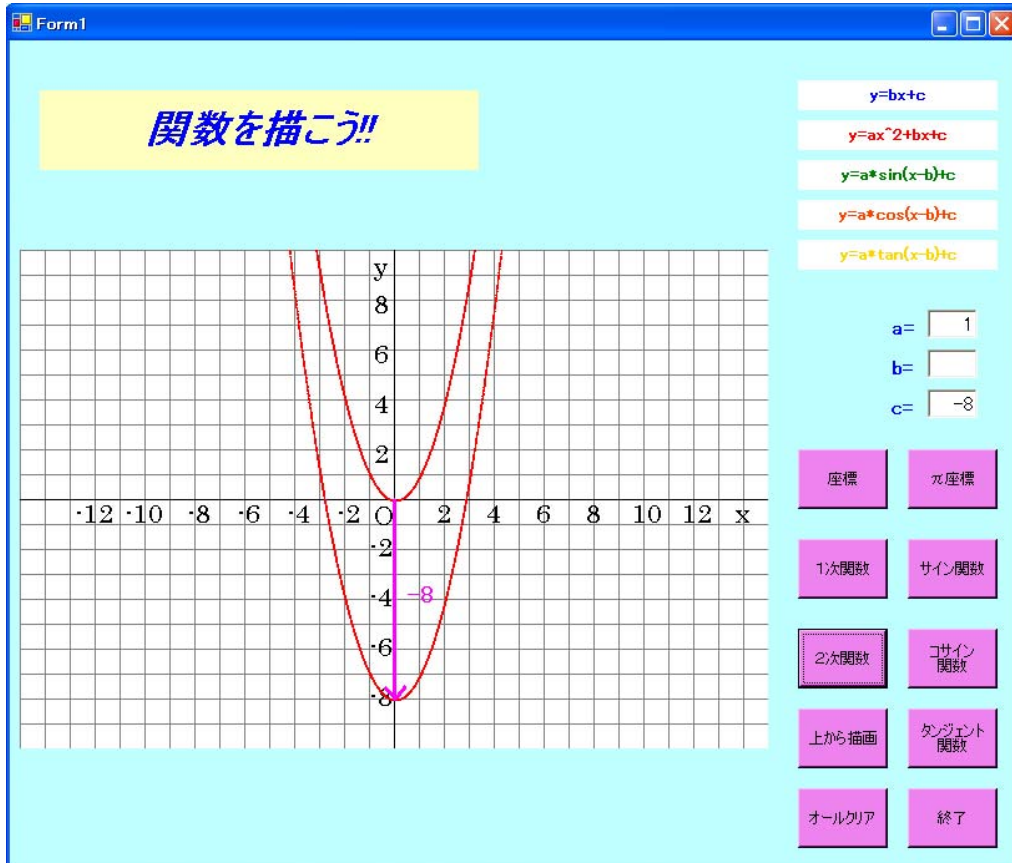 Form1
関数を描こう!!
y=bx+c
y=ax^2+bx+c
y=a*sin(x-b)+c
y=a*cos(x-b)+c
y=a*tan(x-b)+c
a= 1
b=
c= -8
y
8
6
4
2
-12 -10 -8 -6 -4 -2 O 2 4 6 8 10 12 x
-2
-4 -8
-6
-8
座標 π座標
1次関数 サイン関数
2次関数 コサイン
関数
上から描画 タンジェント
関数
オールクリア 終了